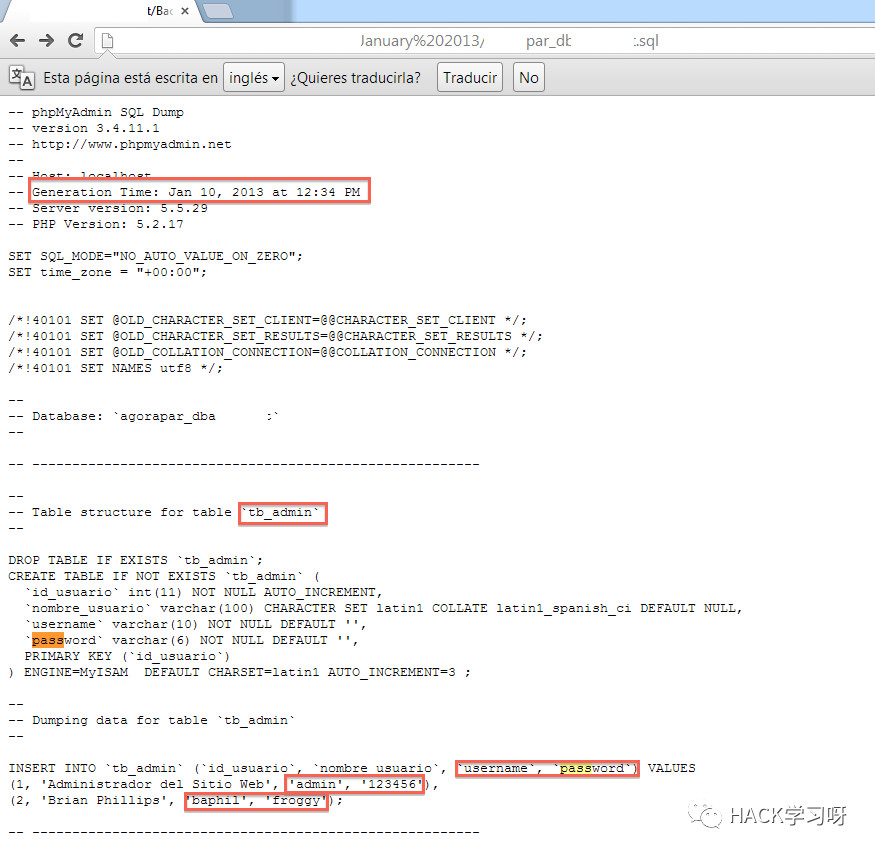 t/Bac
January%202013/ par_db t.sql
Esta página está escrita en inglés ¿Quieres traducirla? Traducir No
-- phpMyAdmin SQL Dump
-- version 3.4.11.1
-- http://www.phpmyadmin.net
--
-- Host: localhost
-- Generation Time: Jan 10, 2013 at 12:34 PM
-- Server version: 5.5.29
-- PHP Version: 5.2.17
SET SQL_MODE="NO_AUTO_VALUE_ON_ZERO";
SET time_zone = "+00:00";
/*!40101 SET @OLD_CHARACTER_SET_CLIENT=@@CHARACTER_SET_CLIENT */;
/*!40101 SET @OLD_CHARACTER_SET_RESULTS=@@CHARACTER_SET_RESULTS */;
/*!40101 SET @OLD_COLLATION_CONNECTION=@@COLLATION_CONNECTION */;
/*!40101 SET NAMES utf8 */;
--
-- Database: `agorapar_dba :`
--
-- --------------------------------------------------------
--
-- Table structure for table `tb_admin`
--
DROP TABLE IF EXISTS `tb_admin`;
CREATE TABLE IF NOT EXISTS `tb_admin` (
`id_usuario` int(11) NOT NULL AUTO_INCREMENT,
`nombre_usuario` varchar(100) CHARACTER SET latin1 COLLATE latin1_spanish_ci DEFAULT NULL,
`username` varchar(10) NOT NULL DEFAULT '',
`password` varchar(6) NOT NULL DEFAULT '',
PRIMARY KEY (`id_usuario`)
) ENGINE=MyISAM DEFAULT CHARSET=latin1 AUTO_INCREMENT=3 ;
--
-- Dumping data for table `tb_admin`
--
INSERT INTO `tb_admin` (`id_usuario`, `nombre_usuario`, `username`, `password`) VALUES
(1, 'Administrador del Sitio Web', 'admin', '123456'),
(2, 'Brian Phillips', 'baphil', 'froggy');
-- --------------------------------------------------------
HACK学习呀